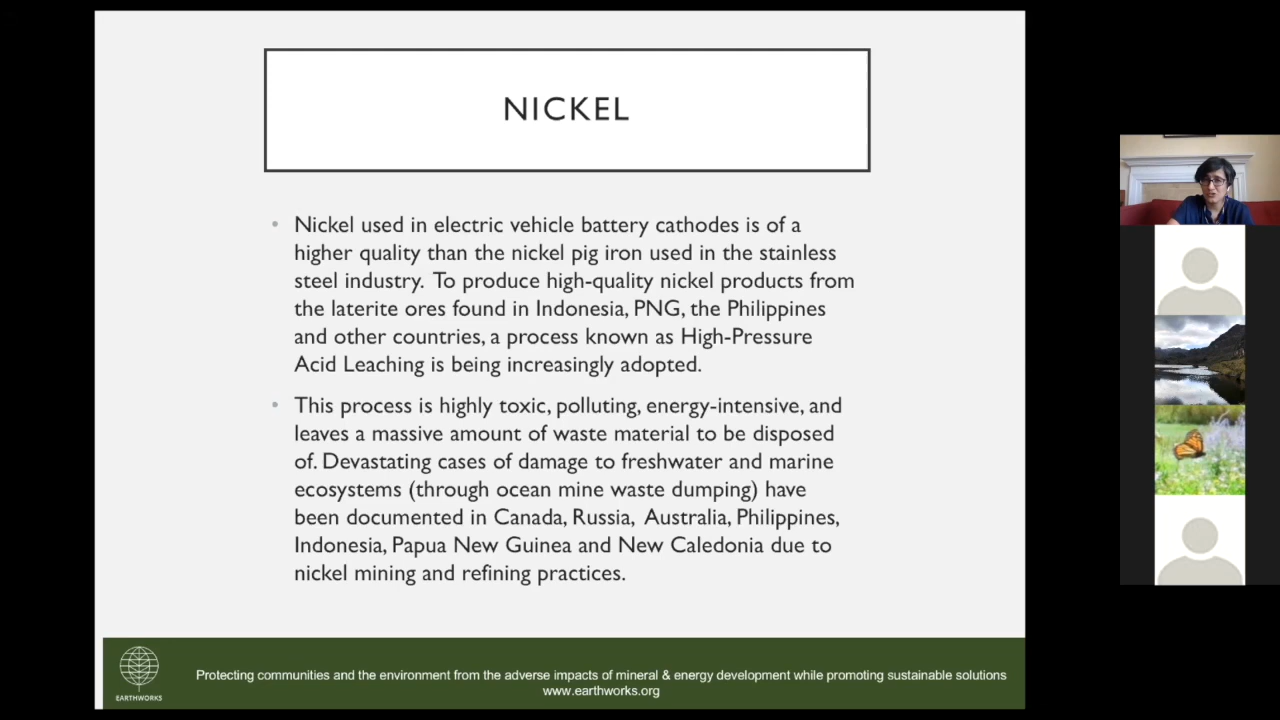 NICKEL
• Nickel used in electric vehicle battery cathodes is of a
higher quality than the nickel pig iron used in the stainless
steel industry. To produce high-quality nickel products from
the laterite ores found in Indonesia, PNG, the Philippines
and other countries, a process known as High-Pressure
Acid Leaching is being increasingly adopted.
• This process is highly toxic, polluting, energy-intensive, and
leaves a massive amount of waste material to be disposed
of. Devastating cases of damage to freshwater and marine
ecosystems (through ocean mine waste dumping) have
been documented in Canada, Russia, Australia, Philippines,
Indonesia, Papua New Guinea and New Caledonia due to
nickel mining and refining practices.
EARTHWORKS
Protecting communities and the environment from the adverse impacts of mineral & energy development while promoting sustainable solutions
www.earthworks.org